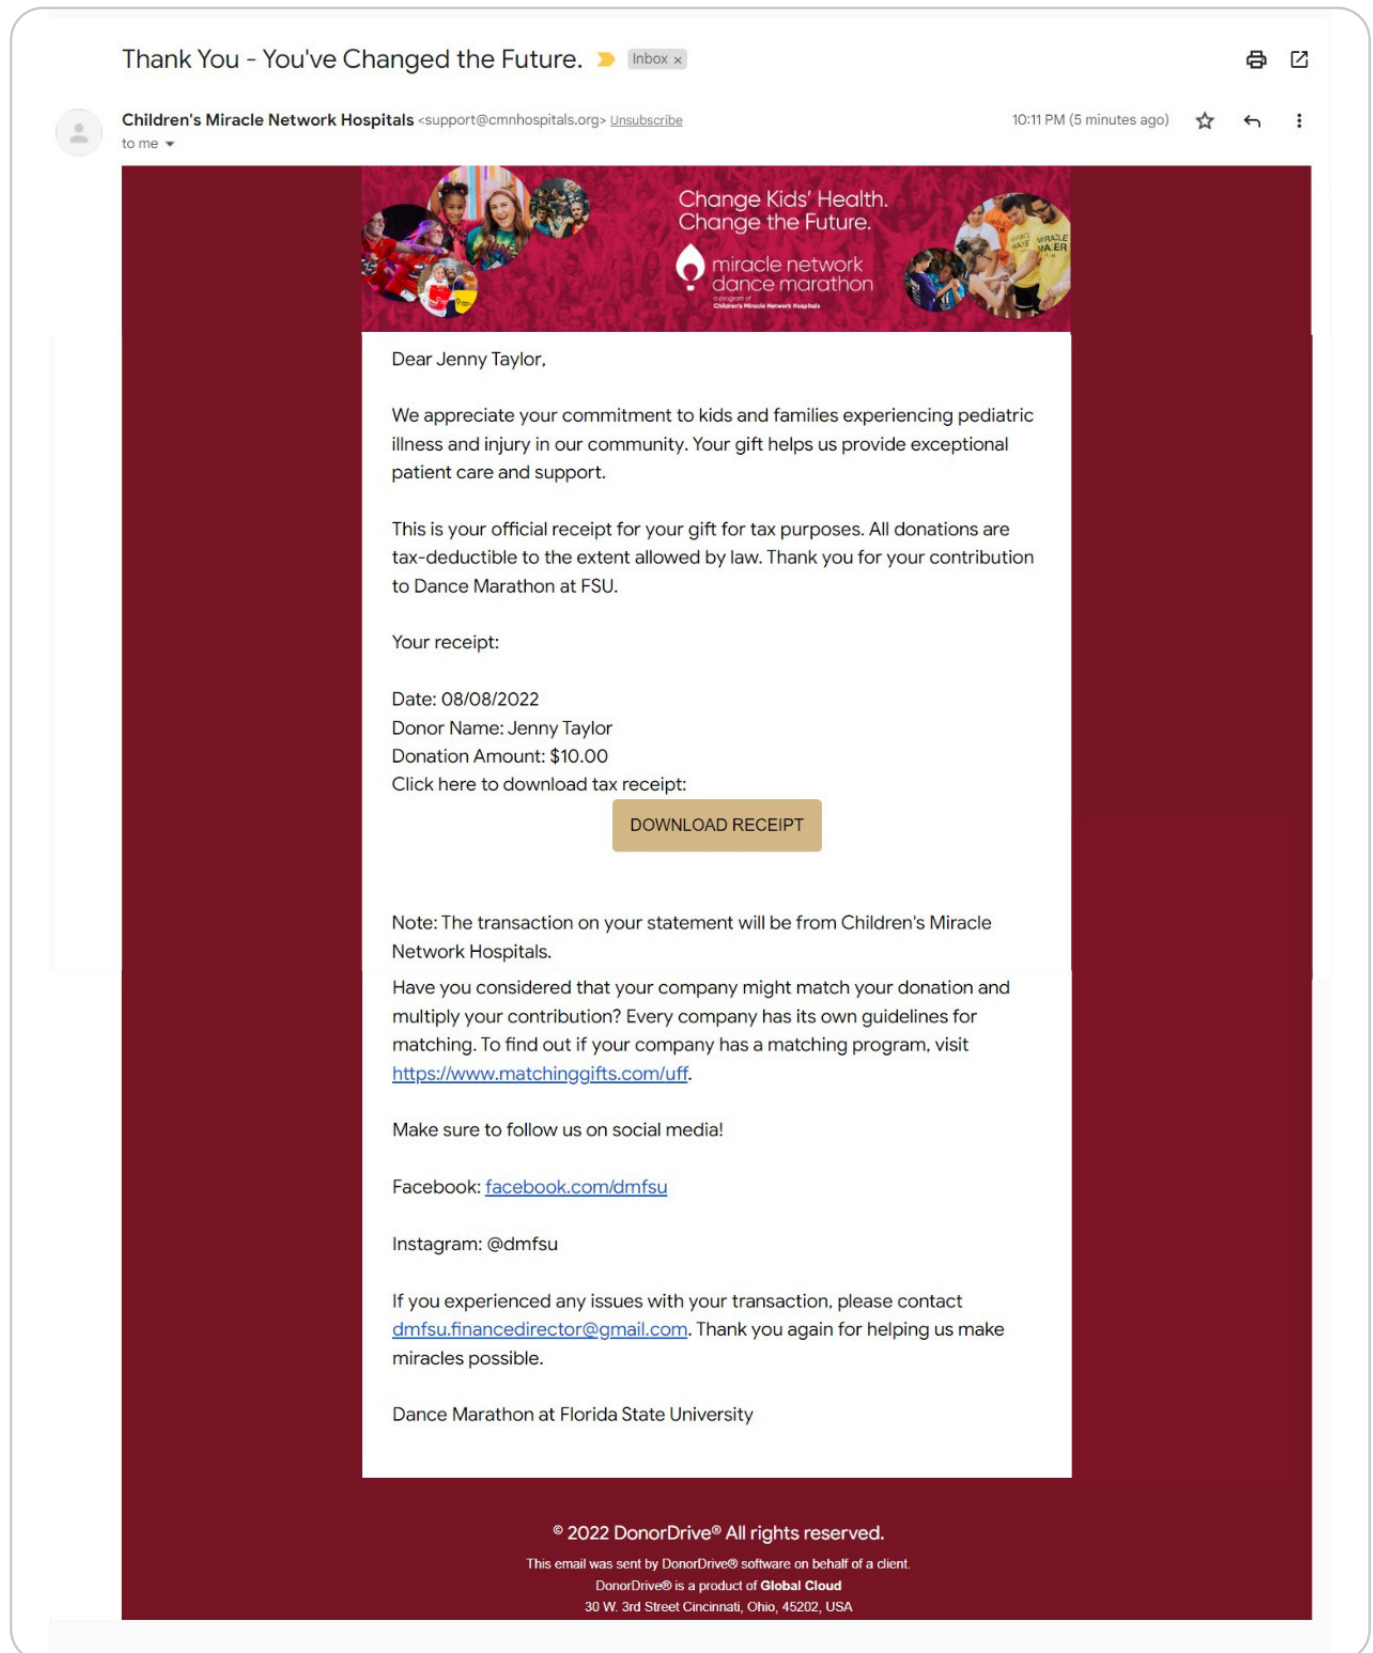 Thank You - You've Changed the Future.
Inbox ×
Children's Miracle Network Hospitals <support@cmnhospitals.org> Unsubscribe
10:11 PM (5 minutes ago)
to me
Change Kids' Health.
Change the Future.
miracle network
dance marathon
a program of
Children's Miracle Network Hospitals
Dear Jenny Taylor,
We appreciate your commitment to kids and families experiencing pediatric
illness and injury in our community. Your gift helps us provide exceptional
patient care and support.
This is your official receipt for your gift for tax purposes. All donations are
tax-deductible to the extent allowed by law. Thank you for your contribution
to Dance Marathon at FSU.
Your receipt:
Date: 08/08/2022
Donor Name: Jenny Taylor
Donation Amount: $10.00
Click here to download tax receipt:
DOWNLOAD RECEIPT
Note: The transaction on your statement will be from Children's Miracle
Network Hospitals.
Have you considered that your company might match your donation and
multiply your contribution? Every company has its own guidelines for
matching. To find out if your company has a matching program, visit
https://www.matchinggifts.com/uff.
Make sure to follow us on social media!
Facebook: facebook.com/dmfsu
Instagram: @dmfsu
If you experienced any issues with your transaction, please contact
dmfsu.financedirector@gmail.com. Thank you again for helping us make
miracles possible.
Dance Marathon at Florida State University
© 2022 DonorDrive® All rights reserved.
This email was sent by DonorDrive® software on behalf of a client.
DonorDrive® is a product of Global Cloud
30 W. 3rd Street Cincinnati, Ohio, 45202, USA